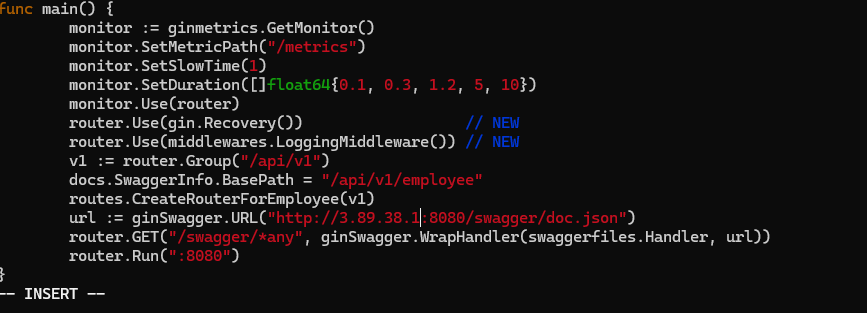 func main() {
        monitor := ginmetrics.GetMonitor()
        monitor.SetMetricPath("/metrics")
        monitor.SetSlowTime(1)
        monitor.SetDuration([]float64{0.1, 0.3, 1.2, 5, 10})
        monitor.Use(router)
        router.Use(gin.Recovery())                 // NEW
        router.Use(middlewares.LoggingMiddleware()) // NEW
        v1 := router.Group("/api/v1")
        docs.SwaggerInfo.BasePath = "/api/v1/employee"
        routes.CreateRouterForEmployee(v1)
        url := ginSwagger.URL("http://3.89.38.1:8080/swagger/doc.json")
        router.GET("/swagger/*any", ginSwagger.WrapHandler(swaggerfiles.Handler, url))
        router.Run(":8080")
}
-- INSERT --